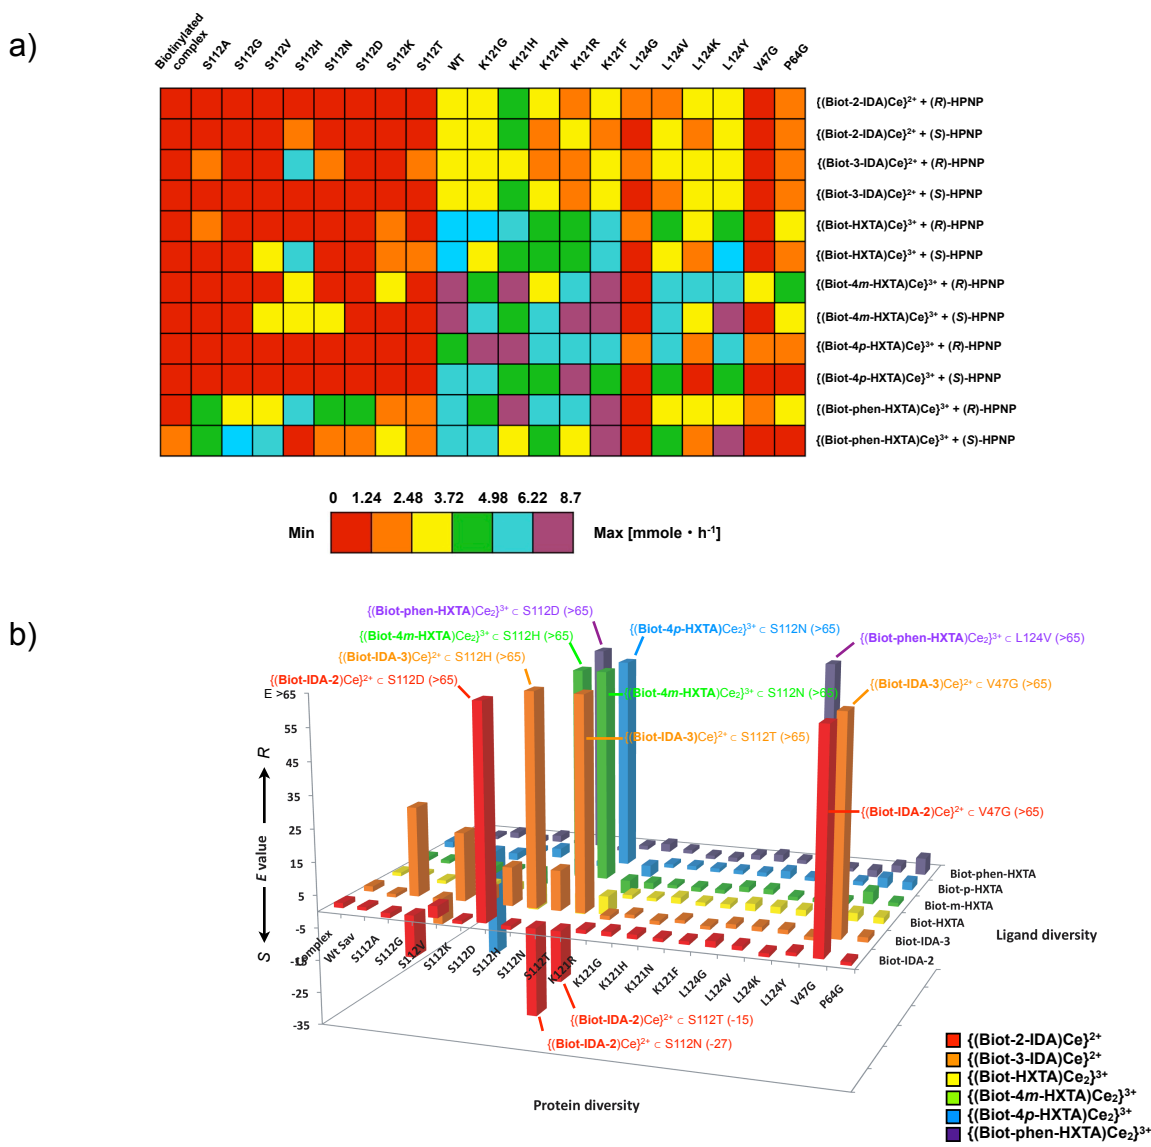 a)
Biotinylated
complex
S112A
S112G
S112V
S112H
S112N
S112D
S112K
S112T
WT
K121G
K121H
K121N
K121R
K121F
L124G
L124V
L124K
L124Y
V47G
P64G
{(Biot-2-IDA)Ce}²⁺ + (R)-HPNP
{(Biot-2-IDA)Ce}²⁺ + (S)-HPNP
{(Biot-3-IDA)Ce}²⁺ + (R)-HPNP
{(Biot-3-IDA)Ce}²⁺ + (S)-HPNP
{(Biot-HXTA)Ce}³⁺ + (R)-HPNP
{(Biot-HXTA)Ce}³⁺ + (S)-HPNP
{(Biot-4m-HXTA)Ce}³⁺ + (R)-HPNP
{(Biot-4m-HXTA)Ce}³⁺ + (S)-HPNP
{(Biot-4p-HXTA)Ce}³⁺ + (R)-HPNP
{(Biot-4p-HXTA)Ce}³⁺ + (S)-HPNP
{(Biot-phen-HXTA)Ce}³⁺ + (R)-HPNP
{(Biot-phen-HXTA)Ce}³⁺ + (S)-HPNP
0 1.24 2.48 3.72 4.98 6.22 8.7
Min Max [mmole · h⁻¹]
b)
{(Biot-phen-HXTA)Ce₂}³⁺ ⊂ S112D (>65)
{(Biot-4m-HXTA)Ce₂}³⁺ ⊂ S112H (>65)
{(Biot-4p-HXTA)Ce₂}³⁺ ⊂ S112N (>65)
{(Biot-phen-HXTA)Ce₂}³⁺ ⊂ L124V (>65)
{(Biot-IDA-3)Ce}²⁺ ⊂ S112H (>65)
{(Biot-IDA-2)Ce}²⁺ ⊂ S112D (>65)
{(Biot-4m-HXTA)Ce₂}³⁺ ⊂ S112N (>65)
{(Biot-IDA-3)Ce}²⁺ ⊂ V47G (>65)
{(Biot-IDA-3)Ce}²⁺ ⊂ S112T (>65)
{(Biot-IDA-2)Ce}²⁺ ⊂ V47G (>65)
E >65
55
45
35
25
15
5
-5
-15
-25
-35
S
E value
R
complex
Wt Sav
S112A
S112G
S112V
S112K
S112D
S112H
S112N
S112T
K121R
K121G
K121H
K121N
K121F
L124G
L124V
L124K
L124Y
V47G
P64G
Biot-phen-HXTA
Biot-p-HXTA
Biot-m-HXTA
Biot-HXTA
Biot-IDA-3
Biot-IDA-2
Ligand diversity
{(Biot-IDA-2)Ce}²⁺ ⊂ S112T (-15)
{(Biot-IDA-2)Ce}²⁺ ⊂ S112N (-27)
Protein diversity
{(Biot-2-IDA)Ce}²⁺
{(Biot-3-IDA)Ce}²⁺
{(Biot-HXTA)Ce₂}³⁺
{(Biot-4m-HXTA)Ce₂}³⁺
{(Biot-4p-HXTA)Ce₂}³⁺
{(Biot-phen-HXTA)Ce₂}³⁺